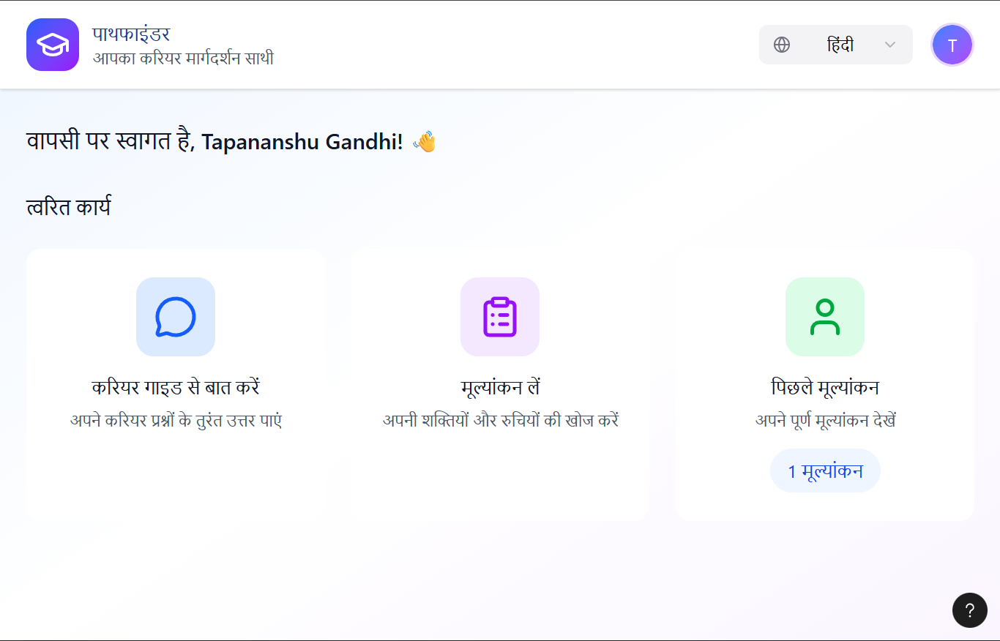 पाथफाइंडर
आपका करियर मार्गदर्शन साथी
हिंदी
T
वापसी पर स्वागत है, Tapananshu Gandhi! 👋
त्वरित कार्य
करियर गाइड से बात करें
अपने करियर प्रश्नों के तुरंत उत्तर पाएं
मूल्यांकन लें
अपनी शक्तियों और रुचियों की खोज करें
पिछले मूल्यांकन
अपने पूर्ण मूल्यांकन देखें
1 मूल्यांकन
?